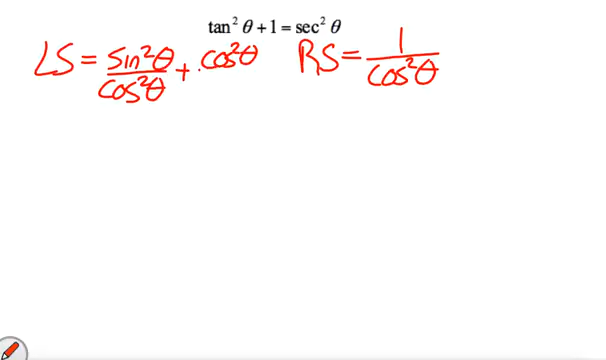 tan² θ + 1 = sec² θ
LS = sin²θ/cos²θ + cos²θ RS = 1/cos²θ